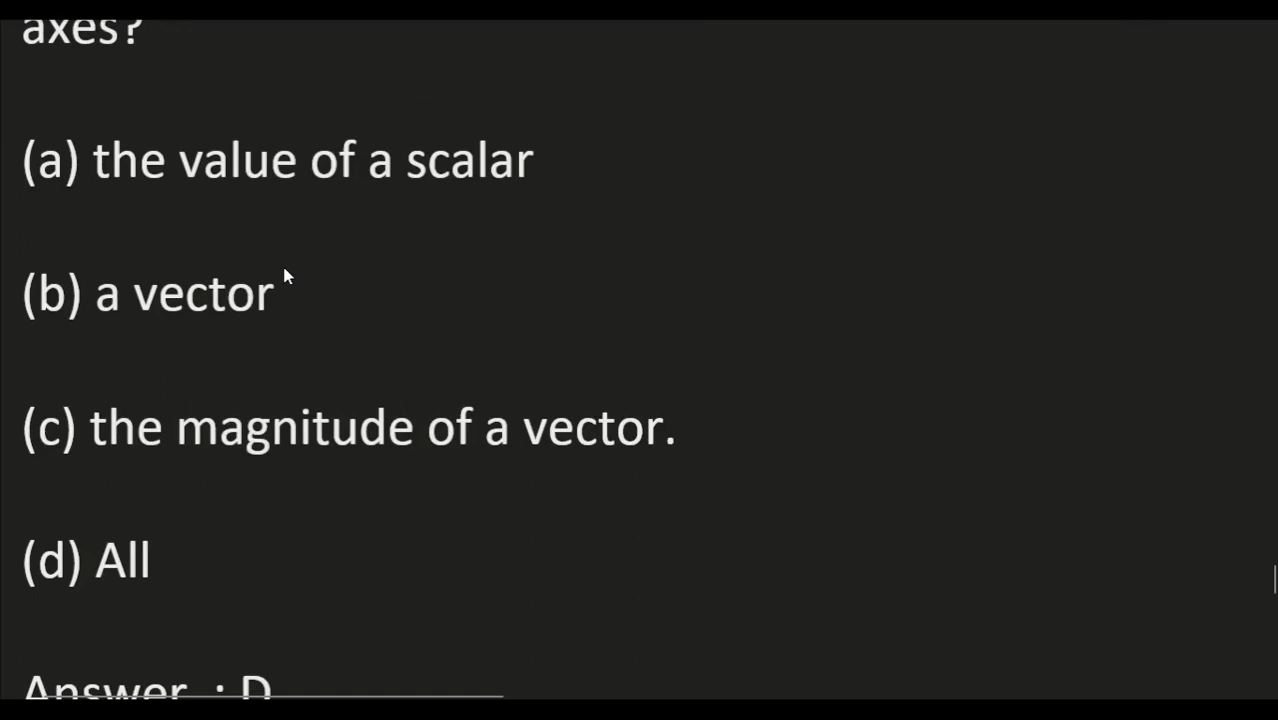 axes?
(a) the value of a scalar
(b) a vector
(c) the magnitude of a vector.
(d) All
Answer : D